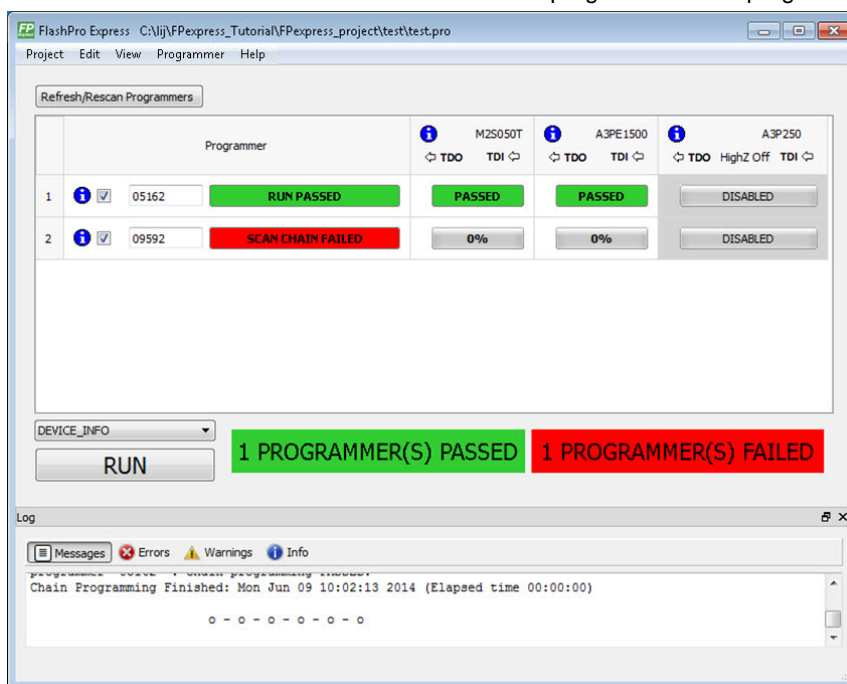 FP FlashPro Express C:\lij\FPexpress_Tutorial\FPexpress_project\test\test.pro
Project Edit View Programmer Help
Refresh/Rescan Programmers
Programmer
M2S050T
TDO TDI
A3PE1500
TDO TDI
A3P250
TDO HighZ Off TDI
1 05162 RUN PASSED PASSED PASSED DISABLED
2 09592 SCAN CHAIN FAILED 0% 0% DISABLED
DEVICE_INFO
RUN
1 PROGRAMMER(S) PASSED 1 PROGRAMMER(S) FAILED
Log
Messages Errors Warnings Info
Chain Programming Finished: Mon Jun 09 10:02:13 2014 (Elapsed time 00:00:00)
o - o - o - o - o - o